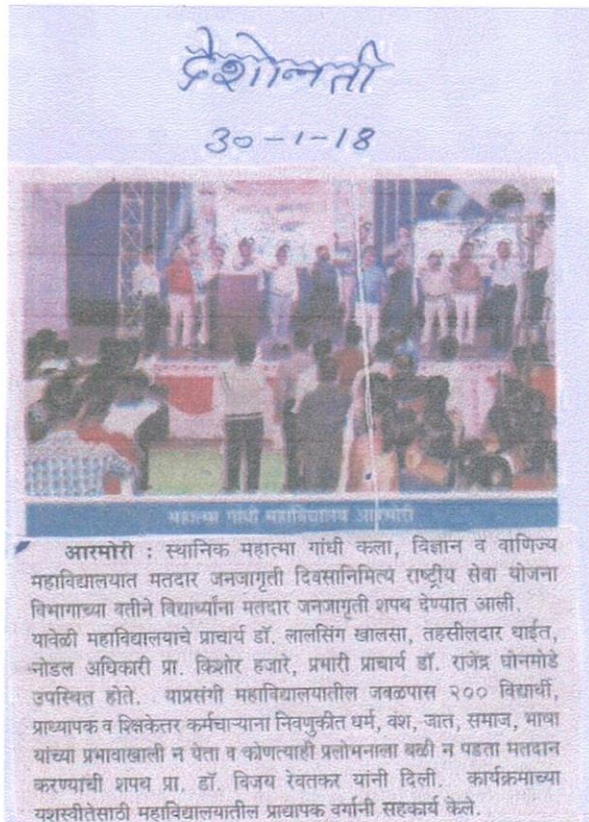 देशोन्नती
30-1-18
महात्मा गांधी महाविद्यालय आरमोरी
आरमोरी : स्थानिक महात्मा गांधी कला, विज्ञान व वाणिज्य
महाविद्यालयात मतदार जनजागृती दिवसानिमित्य राष्ट्रीय सेवा योजना
विभागाच्या वतीने विद्यार्थ्यांना मतदार जनजागृती शपथ देण्यात आली.
यावेळी महाविद्यालयाचे प्राचार्य डॉ. लालसिंग खालसा, तहसीलदार धाईत,
नोडल अधिकारी प्रा. किशोर हजारे, प्रभारी प्राचार्य डॉ. राजेंद्र घोनमोडे
उपस्थित होते. याप्रसंगी महाविद्यालयातील जवळपास २०० विद्यार्थी,
प्राध्यापक व शिक्षकेतर कर्मचाऱ्याना निवणुकीत धर्म, वंश, जात, समाज, भाषा
यांच्या प्रभावाखाली न येता व कोणत्याही प्रलोभनाला बळी न पडता मतदान
करण्याची शपथ प्रा. डॉ. विजय रेवतकर यांनी दिली. कार्यक्रमाच्या
यशस्वीतेसाठी महाविद्यालयातील प्राद्यापक वर्गानी सहकार्य केले.